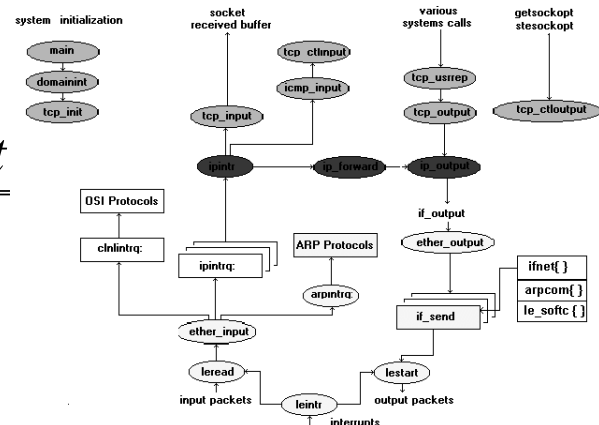 system initialization
main
domainint
tcp_init
socket
received buffer
tcp_ctlinput
icmp_input
tcp_input
various
systems calls
tcp_usrrep
tcp_output
getsockopt
stesockopt
tcp_ctloutput
ipintr
ip_forward
ip_output
if_output
ether_output
OSI Protocols
clnlintrq:
ipintrq:
ARP Protocols
arpintrq:
ether_input
ifnet{ }
arpcom{ }
le_softc { }
if_send
leread
lestart
input packets
leintr
output packets
interrupts